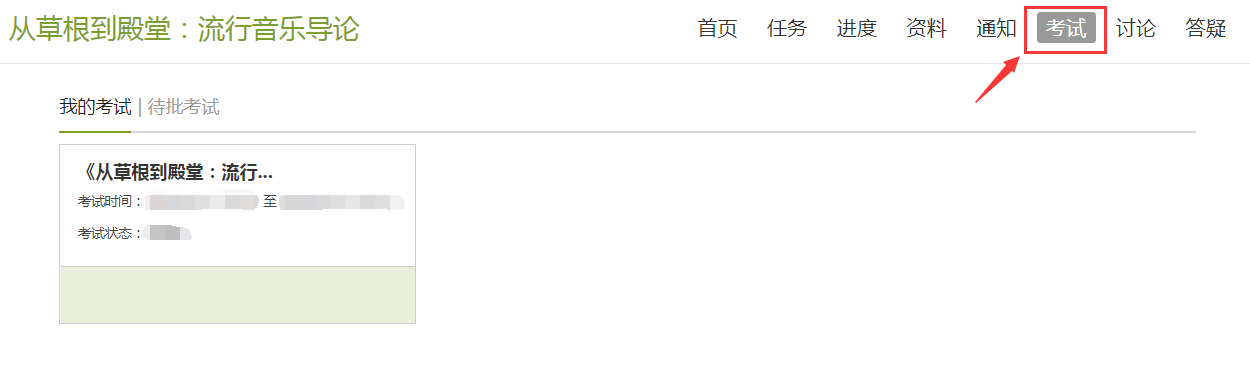 从草根到殿堂：流行音乐导论
首页 任务 进度 资料 通知 考试 讨论 答疑
我的考试 | 待批考试
《从草根到殿堂：流行...
考试时间： 至
考试状态：